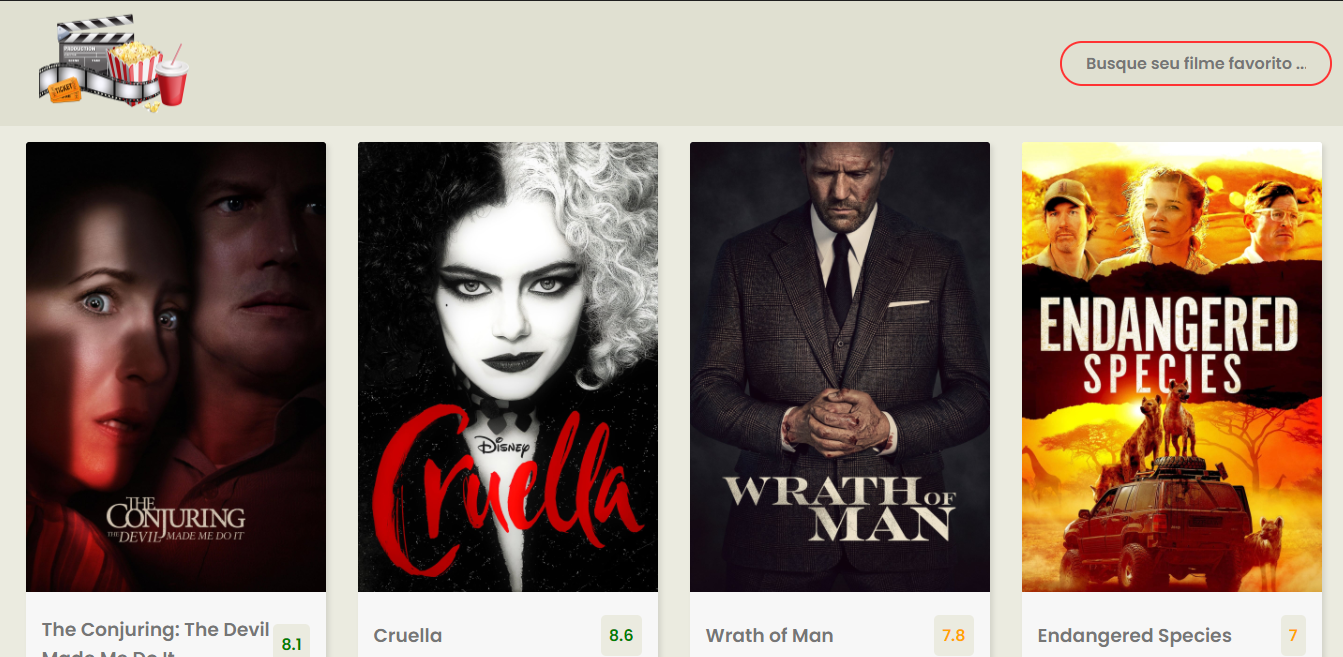 PRODUCTION
TICKET
Busque seu filme favorito ..
THE
CONJURING
THE DEVIL MADE ME DO IT
DISNEY
Cruella
WRATH OF
MAN
ENDANGERED
SPECIES
The Conjuring: The Devil
Made Me Do It
8.1
Cruella
8.6
Wrath of Man
7.8
Endangered Species
7